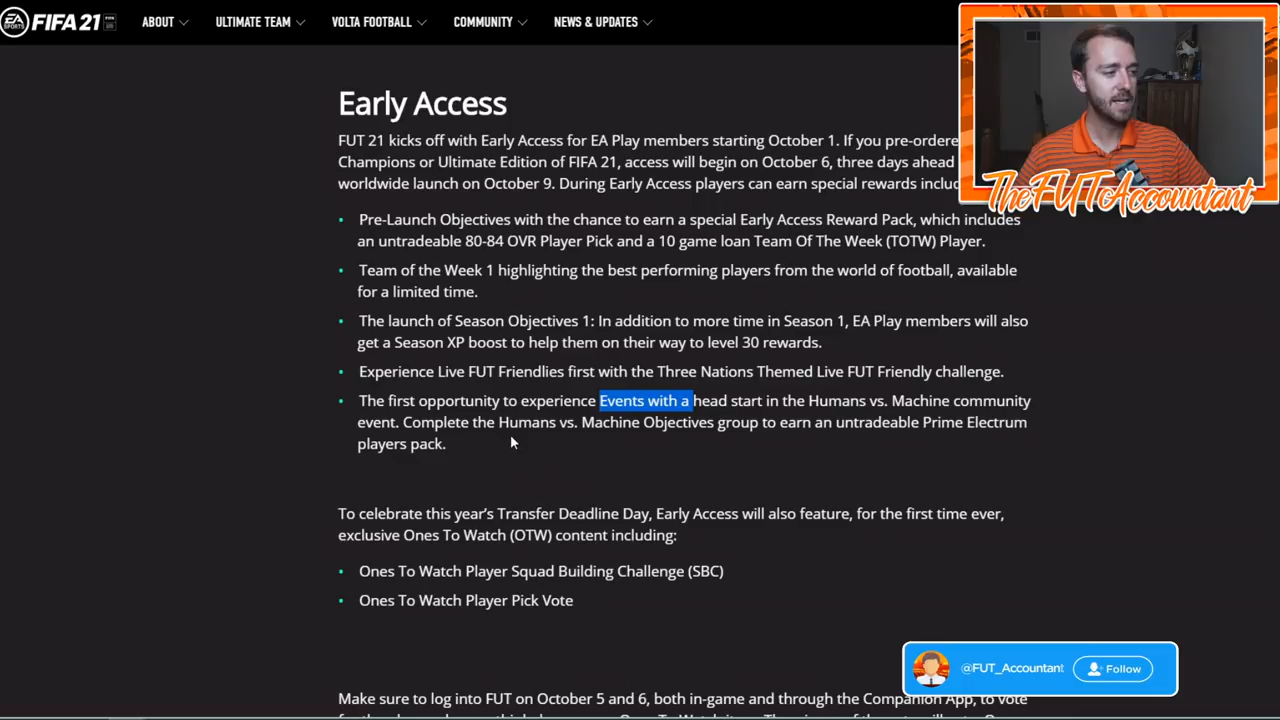 EA SPORTS FIFA 21 ABOUT ULTIMATE TEAM VOLTA FOOTBALL COMMUNITY NEWS & UPDATES
TheFUTAccountant
Early Access
FUT 21 kicks off with Early Access for EA Play members starting October 1. If you pre-ordere
Champions or Ultimate Edition of FIFA 21, access will begin on October 6, three days ahead
worldwide launch on October 9. During Early Access players can earn special rewards includ
• Pre-Launch Objectives with the chance to earn a special Early Access Reward Pack, which includes
an untradeable 80-84 OVR Player Pick and a 10 game loan Team Of The Week (TOTW) Player.
• Team of the Week 1 highlighting the best performing players from the world of football, available
for a limited time.
• The launch of Season Objectives 1: In addition to more time in Season 1, EA Play members will also
get a Season XP boost to help them on their way to level 30 rewards.
• Experience Live FUT Friendlies first with the Three Nations Themed Live FUT Friendly challenge.
• The first opportunity to experience Events with a head start in the Humans vs. Machine community
event. Complete the Humans vs. Machine Objectives group to earn an untradeable Prime Electrum
players pack.
To celebrate this year's Transfer Deadline Day, Early Access will also feature, for the first time ever,
exclusive Ones To Watch (OTW) content including:
• Ones To Watch Player Squad Building Challenge (SBC)
• Ones To Watch Player Pick Vote
@FUT_Accountant Follow
Make sure to log into FUT on October 5 and 6, both in-game and through the Companion App, to vote